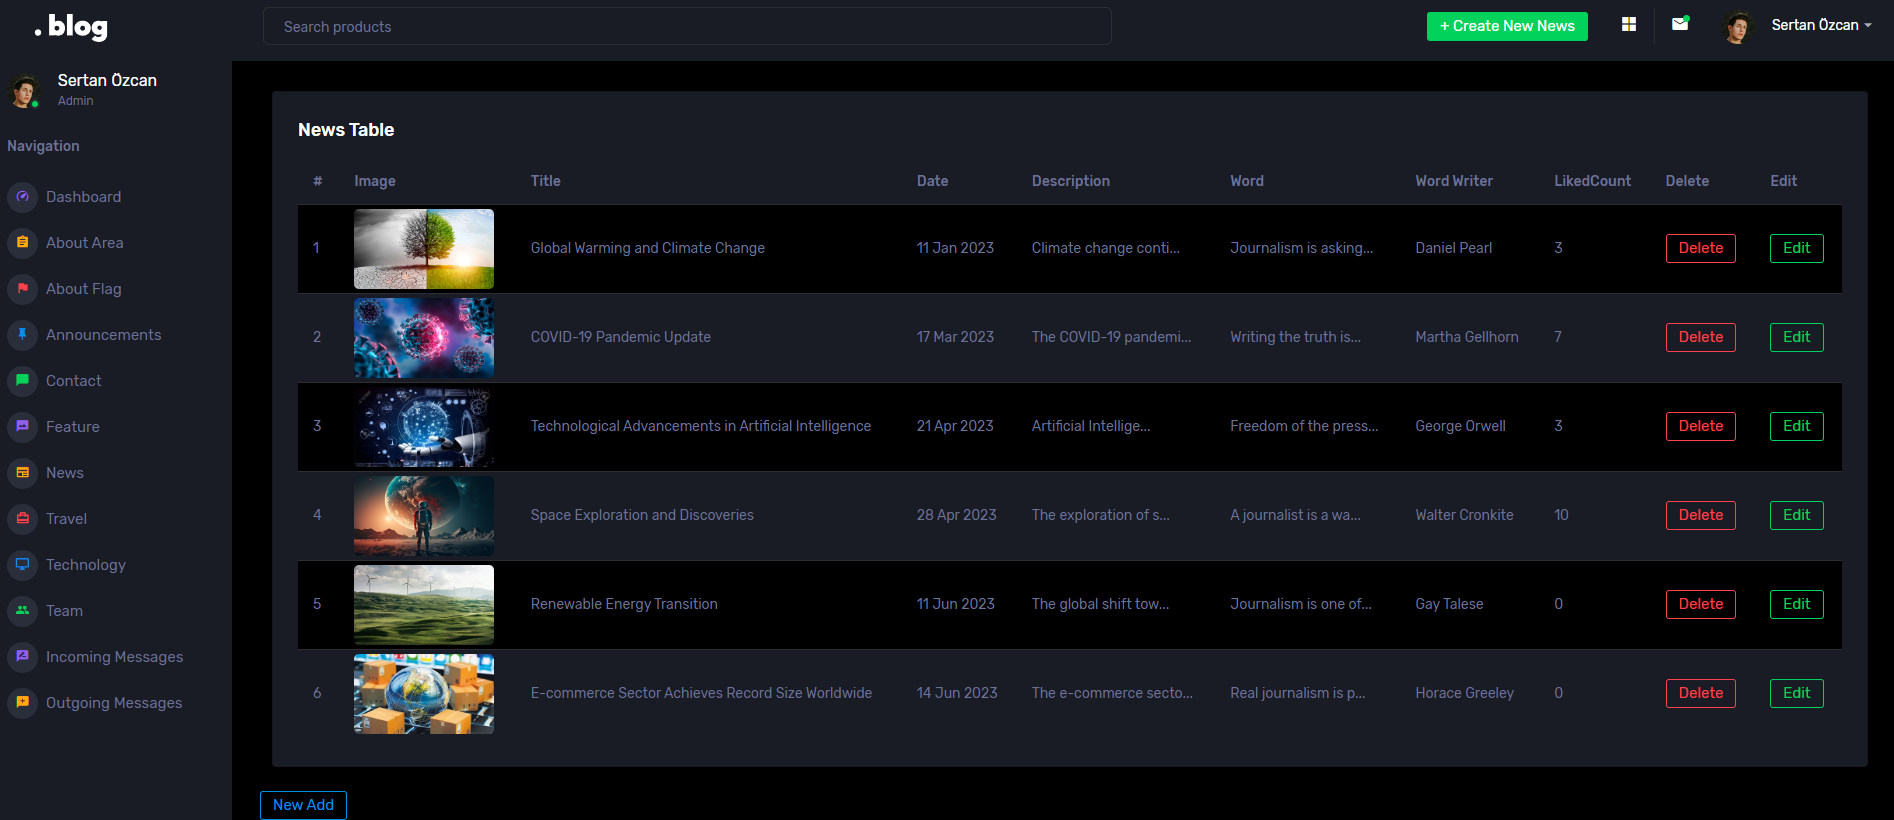 . blog
Search products
+ Create New News
Sertan Özcan
Sertan Özcan
Admin
Navigation
Dashboard
About Area
About Flag
Announcements
Contact
Feature
News
Travel
Technology
Team
Incoming Messages
Outgoing Messages
News Table
# Image Title Date Description Word Word Writer LikedCount Delete Edit
1 Global Warming and Climate Change 11 Jan 2023 Climate change conti... Journalism is asking... Daniel Pearl 3 Delete Edit
2 COVID-19 Pandemic Update 17 Mar 2023 The COVID-19 pandemi... Writing the truth is... Martha Gellhorn 7 Delete Edit
3 Technological Advancements in Artificial Intelligence 21 Apr 2023 Artificial Intellige... Freedom of the press... George Orwell 3 Delete Edit
4 Space Exploration and Discoveries 28 Apr 2023 The exploration of s... A journalist is a wa... Walter Cronkite 10 Delete Edit
5 Renewable Energy Transition 11 Jun 2023 The global shift tow... Journalism is one of... Gay Talese 0 Delete Edit
6 E-commerce Sector Achieves Record Size Worldwide 14 Jun 2023 The e-commerce secto... Real journalism is p... Horace Greeley 0 Delete Edit
New Add